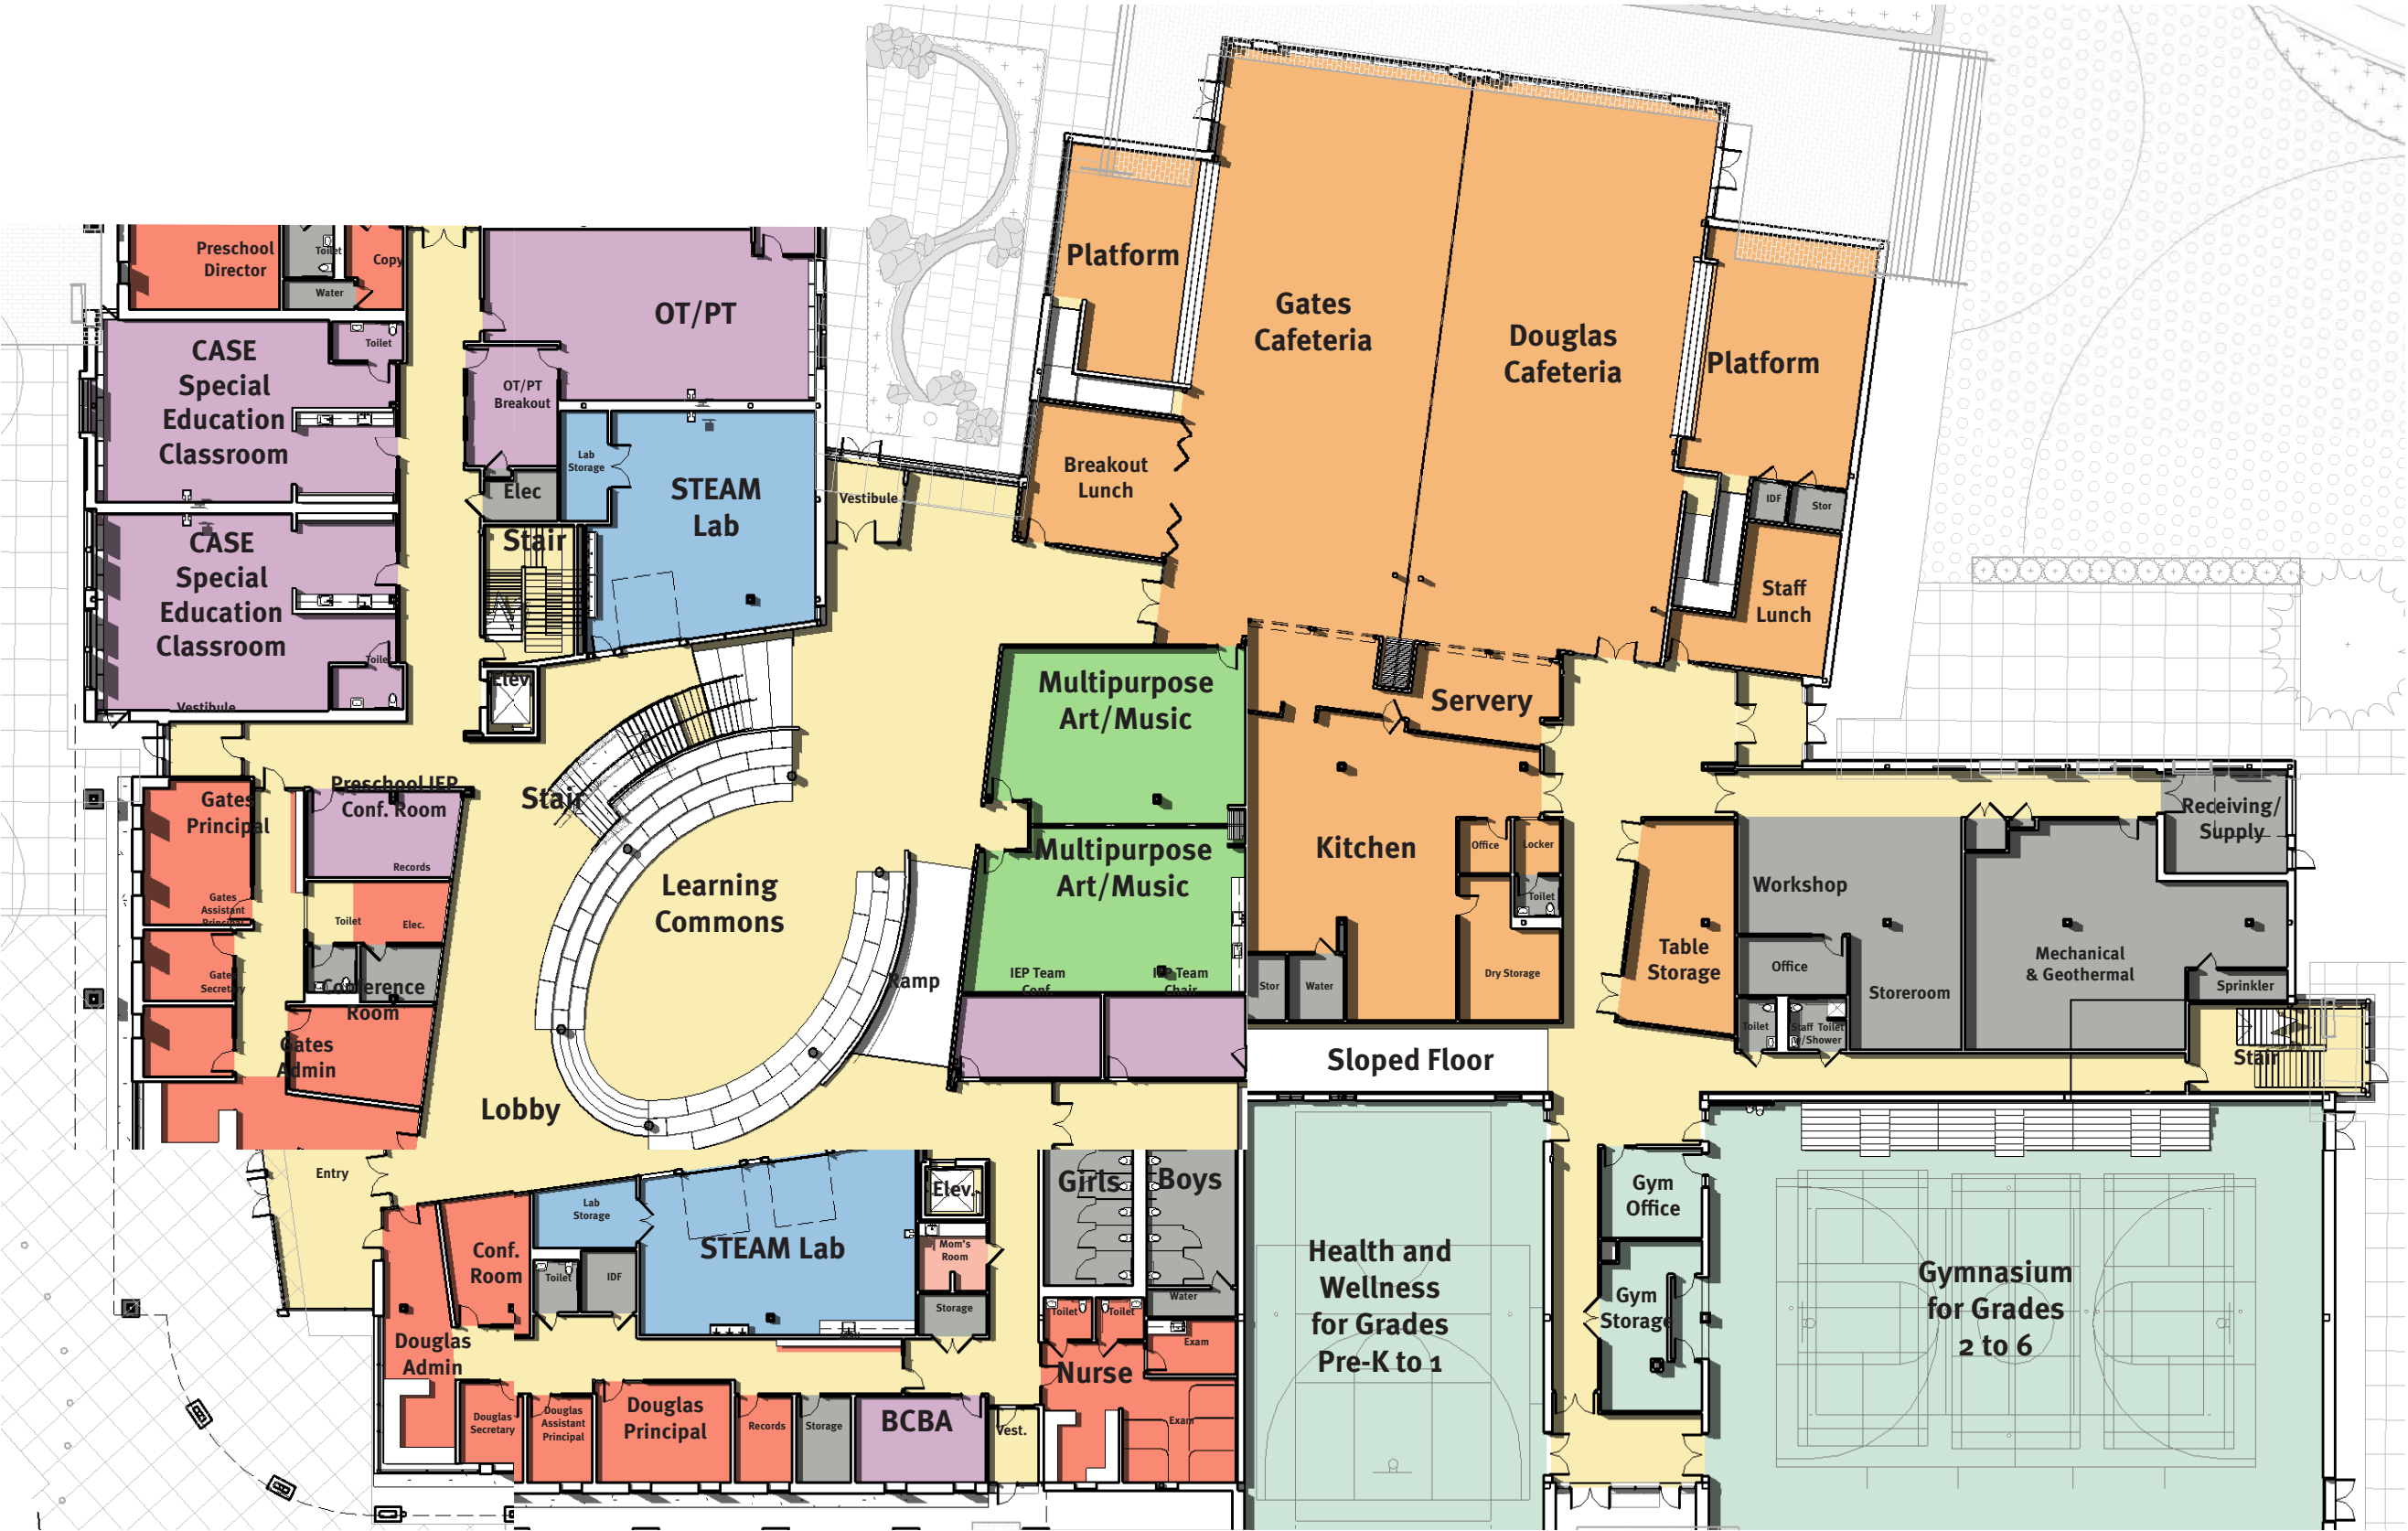 Preschool
Director
Toilet
Copy
Water
OT/PT
CASE
Special
Education
Classroom
Toilet
OT/PT
Breakout
Lab
Storage
Elec
STEAM
Lab
Stair
CASE
Special
Education
Classroom
Toilet
Vestibule
Elev.
Vestibule
Platform
Gates
Cafeteria
Douglas
Cafeteria
Platform
Breakout
Lunch
IDF
Stor
Staff
Lunch
Servery
Multipurpose
Art/Music
Multipurpose
Art/Music
Kitchen
Office
Locker
Toilet
Dry Storage
Stor
Water
IEP Team
Conf.
IEP Team
Chair
Gates
Principal
Preschool IEP
Conf. Room
Records
Gates
Assistant
Principal
Toilet
Elec.
Gates
Secretary
Conference
Room
Gates
Admin
Stair
Learning
Commons
Ramp
Lobby
Sloped Floor
Table
Storage
Workshop
Office
Storeroom
Toilet
Staff Toilet
w/Shower
Mechanical
& Geothermal
Receiving/
Supply
Sprinkler
Stair
Entry
Lab
Storage
STEAM Lab
Elev.
Mom's
Room
Storage
Girls
Boys
Water
Conf.
Room
Toilet
IDF
Toilet
Toilet
Exam
Nurse
Exam
Douglas
Admin
Douglas
Secretary
Douglas
Assistant
Principal
Douglas
Principal
Records
Storage
BCBA
Vest.
Health and
Wellness
for Grades
Pre-K to 1
Gym
Office
Gym
Storage
Gymnasium
for Grades
2 to 6